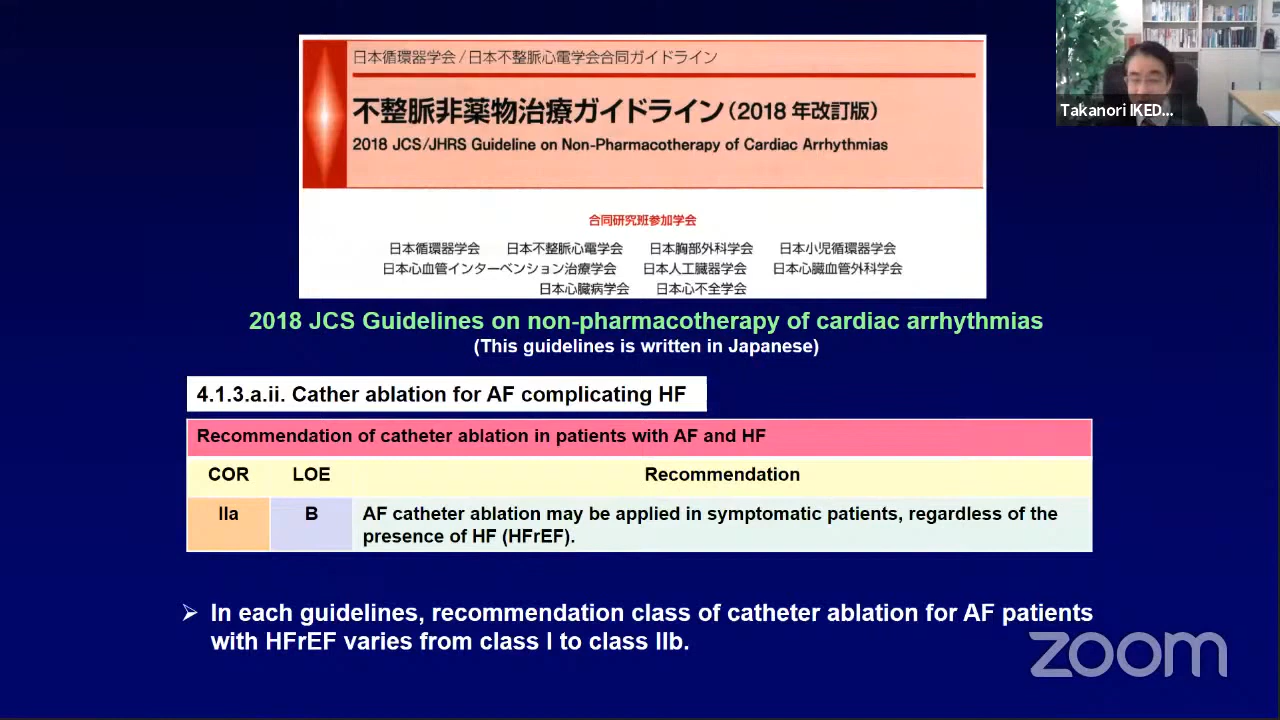 日本循環器学会/日本不整脈心電学会合同ガイドライン
不整脈非薬物治療ガイドライン(2018年改訂版)
2018 JCS/JHRS Guideline on Non-Pharmacotherapy of Cardiac Arrhythmias
合同研究班参加学会
日本循環器学会 日本不整脈心電学会 日本胸部外科学会 日本小児循環器学会
日本心血管インターベンション治療学会 日本人工臓器学会 日本心臓血管外科学会
日本心臓病学会 日本心不全学会
Takanori IKED...
2018 JCS Guidelines on non-pharmacotherapy of cardiac arrhythmias
(This guidelines is written in Japanese)
4.1.3.a.ii. Cather ablation for AF complicating HF
Recommendation of catheter ablation in patients with AF and HF
COR LOE Recommendation
IIa B AF catheter ablation may be applied in symptomatic patients, regardless of the
presence of HF (HFrEF).
➢ In each guidelines, recommendation class of catheter ablation for AF patients
with HFrEF varies from class I to class IIb.
zoom